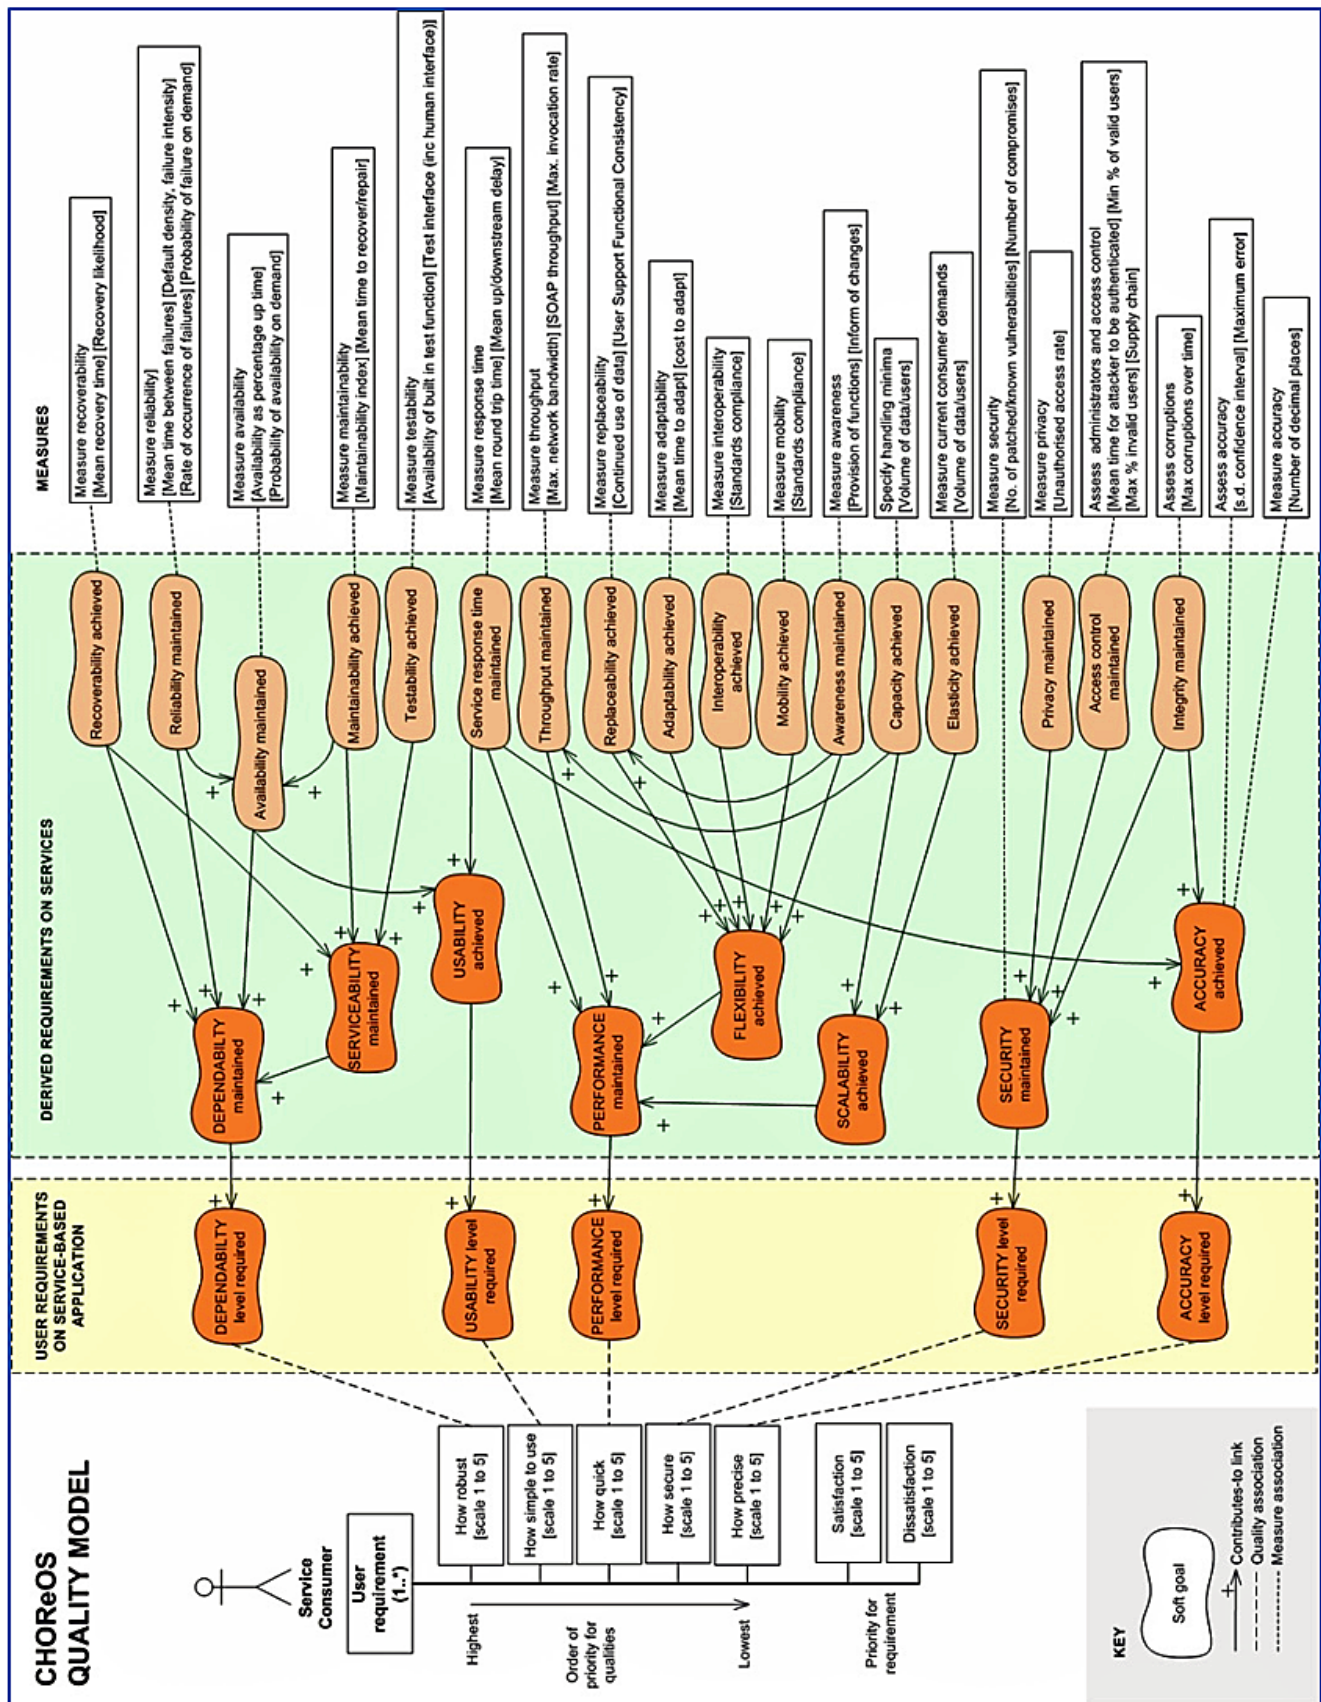 CHOReOS
QUALITY MODEL
Service
Consumer
User
requirement
(1..*)
Highest
Order of
priority for
qualities
Lowest
Priority for
requirement
How robust
[scale 1 to 5]
How simple to use
[scale 1 to 5]
How quick
[scale 1 to 5]
How secure
[scale 1 to 5]
How precise
[scale 1 to 5]
Satisfaction
[scale 1 to 5]
Dissatisfaction
[scale 1 to 5]
KEY
Soft goal
+
Contributes-to link
Quality association
Measure association
USER REQUIREMENTS
ON SERVICE-BASED
APPLICATION
DEPENDABILTY
level required
USABILITY level
required
PERFORMANCE
level required
SECURITY level
required
ACCURACY
level required
DERIVED REQUIREMENTS ON SERVICES
DEPENDABILTY
maintained
SERVICEABILITY
maintained
USABILITY
achieved
PERFORMANCE
maintained
FLEXIBILITY
achieved
SCALABILITY
achieved
SECURITY
maintained
ACCURACY
achieved
Recoverability achieved
Reliability maintained
Availability maintained
Maintainability achieved
Testability achieved
Service response time
maintained
Throughput maintained
Replaceability achieved
Adaptability achieved
Interoperability
achieved
Mobility achieved
Awareness maintained
Capacity achieved
Elasticity achieved
Privacy maintained
Access control
maintained
Integrity maintained
MEASURES
Measure recoverability
[Mean recovery time] [Recovery likelihood]
Measure reliability]
[Mean time between failures] [Default density, failure intensity]
[Rate of occurrence of failures] [Probability of failure on demand]
Measure availability
[Availability as percentage up time]
[Probability of availability on demand]
Measure maintainability
[Maintainability index] [Mean time to recover/repair]
Measure testability
[Availability of built in test function] [Test interface (inc human interface)]
Measure response time
[Mean round trip time] [Mean up/downstream delay]
Measure throughput
[Max. network bandwidth] [SOAP throughput] [Max. invocation rate]
Measure replaceability
[Continued use of data] [User Support Functional Consistency]
Measure adaptability
[Mean time to adapt] [cost to adapt]
Measure interoperability
[Standards compliance]
Measure mobility
[Standards compliance]
Measure awareness
[Provision of functions] [Inform of changes]
Specify handling minima
[Volume of data/users]
Measure current consumer demands
[Volume of data/users]
Measure security
[No. of patched/known vulnerabilities] [Number of compromises]
Measure privacy
[Unauthorised access rate]
Assess administrators and access control
[Mean time for attacker to be authenticated] [Min % of valid users]
[Max % invalid users] [Supply chain]
Assess corruptions
[Max corruptions over time]
Assess accuracy
[s.d. confidence interval] [Maximum error]
Measure accuracy
[Number of decimal places]